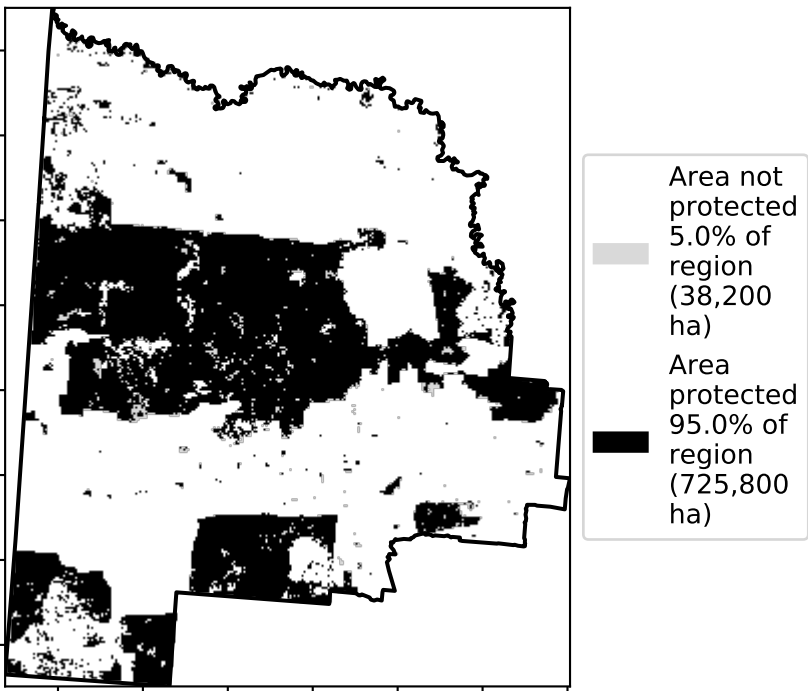 Area not
protected
5.0% of
region
(38,200
ha)
Area
protected
95.0% of
region
(725,800
ha)